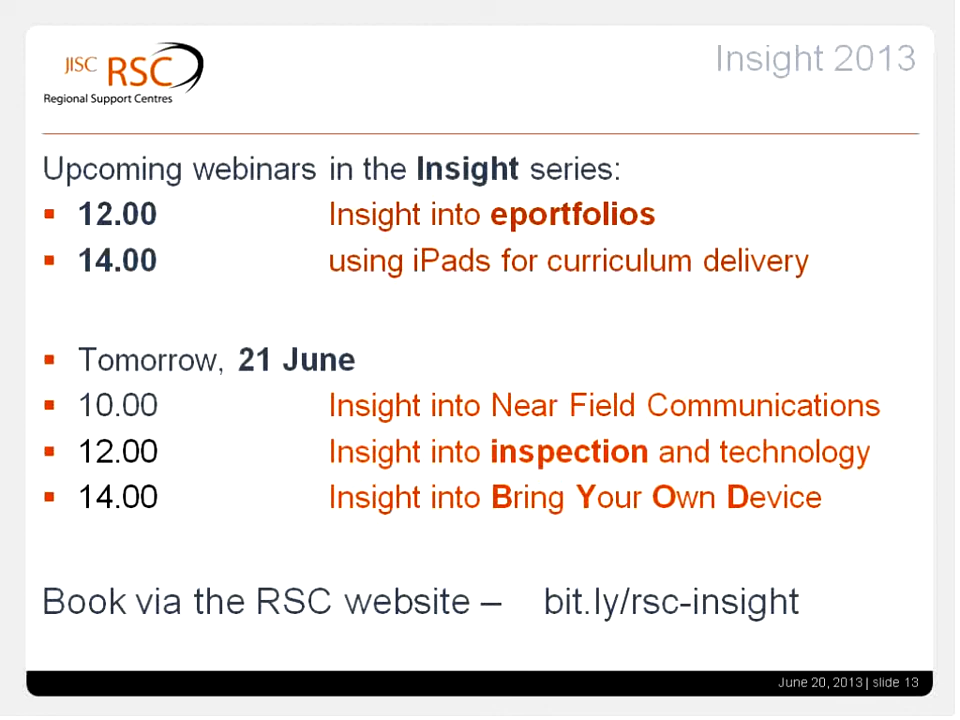 JISC RSC
Regional Support Centres
Insight 2013
Upcoming webinars in the Insight series:
12.00 Insight into eportfolios
14.00 using iPads for curriculum delivery
Tomorrow, 21 June
10.00 Insight into Near Field Communications
12.00 Insight into inspection and technology
14.00 Insight into Bring Your Own Device
Book via the RSC website – bit.ly/rsc-insight
June 20, 2013 | slide 13